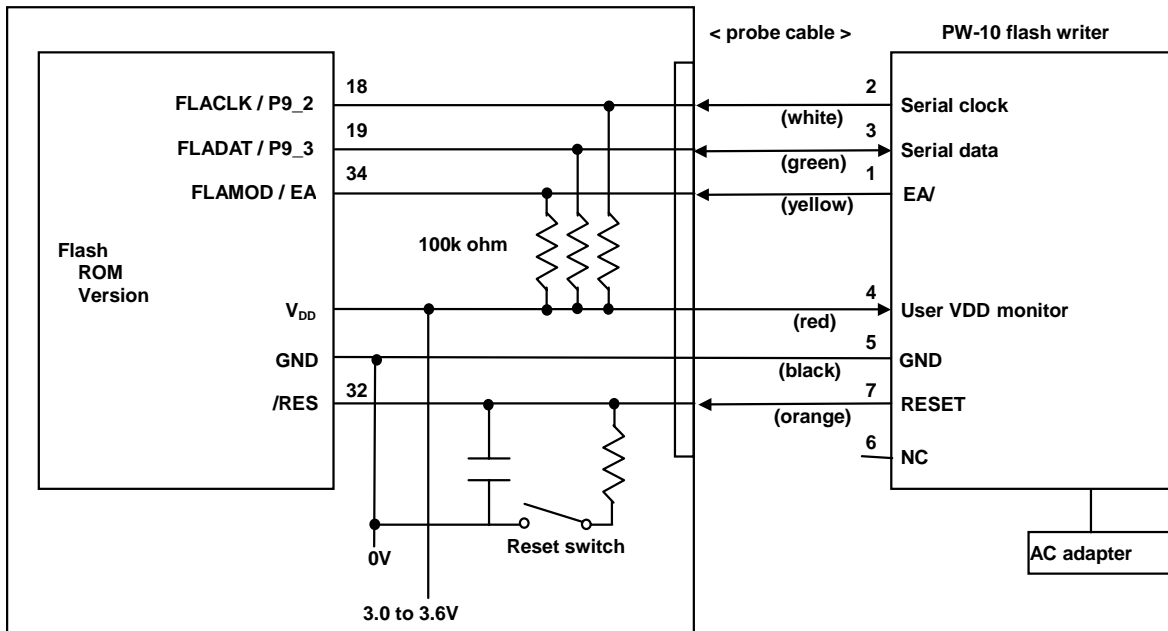 < probe cable >
PW-10 flash writer
FLACLK / P9_2
18
(white)
2
Serial clock
FLADAT / P9_3
19
(green)
3
Serial data
FLAMOD / EA
34
(yellow)
1
EA/
100k ohm
Flash
ROM
Version
VDD
(red)
4
User VDD monitor
GND
(black)
5
GND
/RES
32
(orange)
7
RESET
6
NC
Reset switch
0V
AC adapter
3.0 to 3.6V